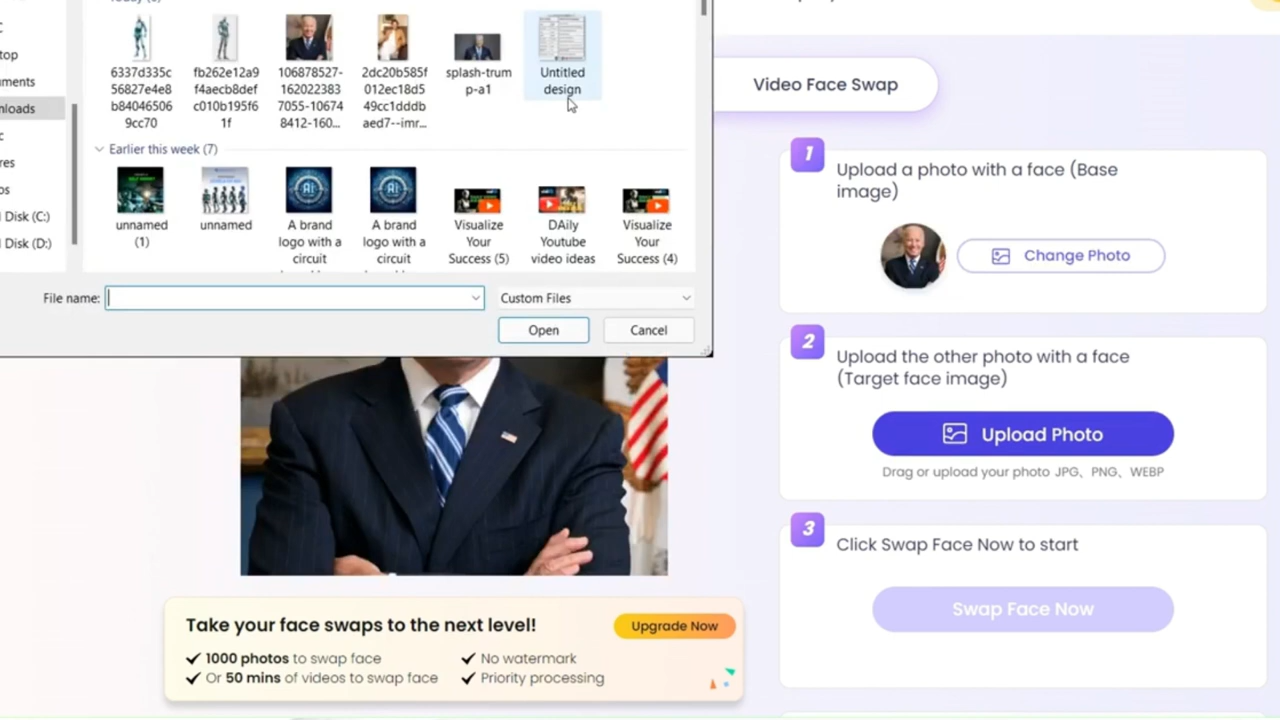 Video Face Swap
6337d335c
56827e4e8
b84046506
9cc70
fb262e12a9
f4aecb8def
c010b195f6
1f
106878527-
162022383
7055-10674
8412-160...
2dc20b585f
012ec18d5
49cc1dddb
aed7--imr...
splash-trum
p-a1
Untitled
design
Earlier this week (7)
unnamed
(1)
unnamed
A brand
logo with a
circuit
A brand
logo with a
circuit
Visualize
Your
Success (5)
DAily
Youtube
video ideas
Visualize
Your
Success (4)
Disk (C:)
Disk (D:)
File name:
Custom Files
Open
Cancel
1
Upload a photo with a face (Base
image)
Change Photo
2
Upload the other photo with a face
(Target face image)
Upload Photo
Drag or upload your photo JPG、PNG、WEBP
3
Click Swap Face Now to start
Swap Face Now
Take your face swaps to the next level!
Upgrade Now
1000 photos to swap face
No watermark
Or 50 mins of videos to swap face
Priority processing